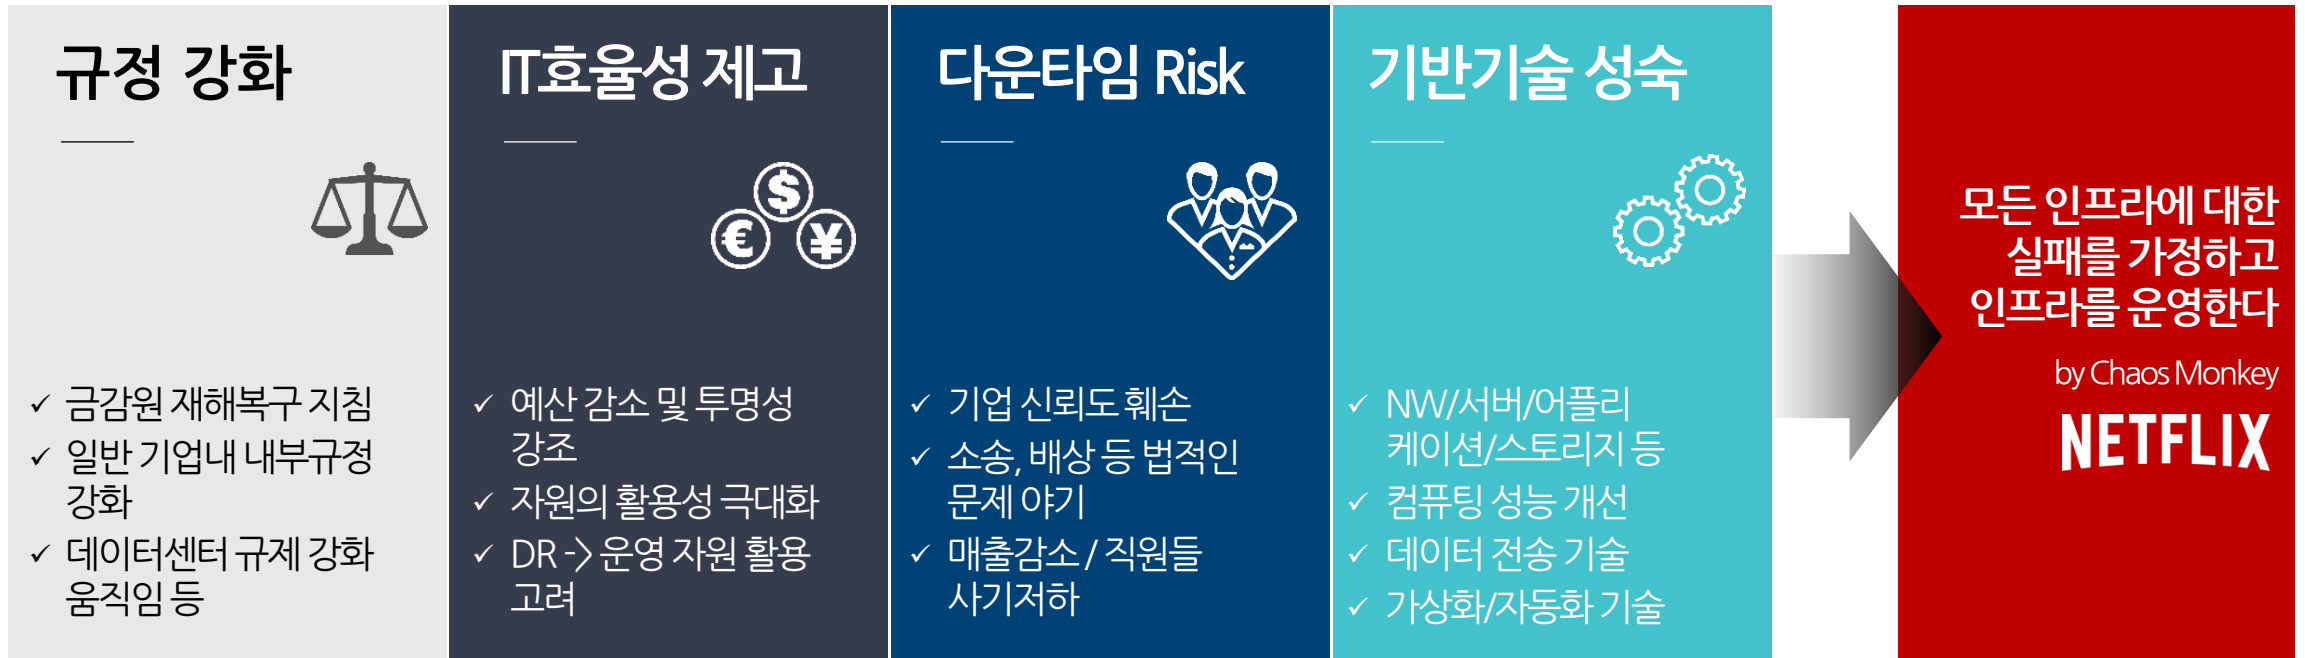 규정 강화
✓ 금감원 재해복구 지침
✓ 일반 기업내 내부규정
강화
✓ 데이터센터 규제 강화
움직임 등
IT효율성 제고
$
€ ¥
✓ 예산 감소 및 투명성
강조
✓ 자원의 활용성 극대화
✓ DR -> 운영 자원 활용
고려
다운타임 Risk
✓ 기업 신뢰도 훼손
✓ 소송, 배상 등 법적인
문제 야기
✓ 매출감소 / 직원들
사기저하
기반기술 성숙
✓ NW/서버/어플리
케이션/스토리지 등
✓ 컴퓨팅 성능 개선
✓ 데이터 전송 기술
✓ 가상화/자동화 기술
모든 인프라에 대한
실패를 가정하고
인프라를 운영한다
by Chaos Monkey
NETFLIX